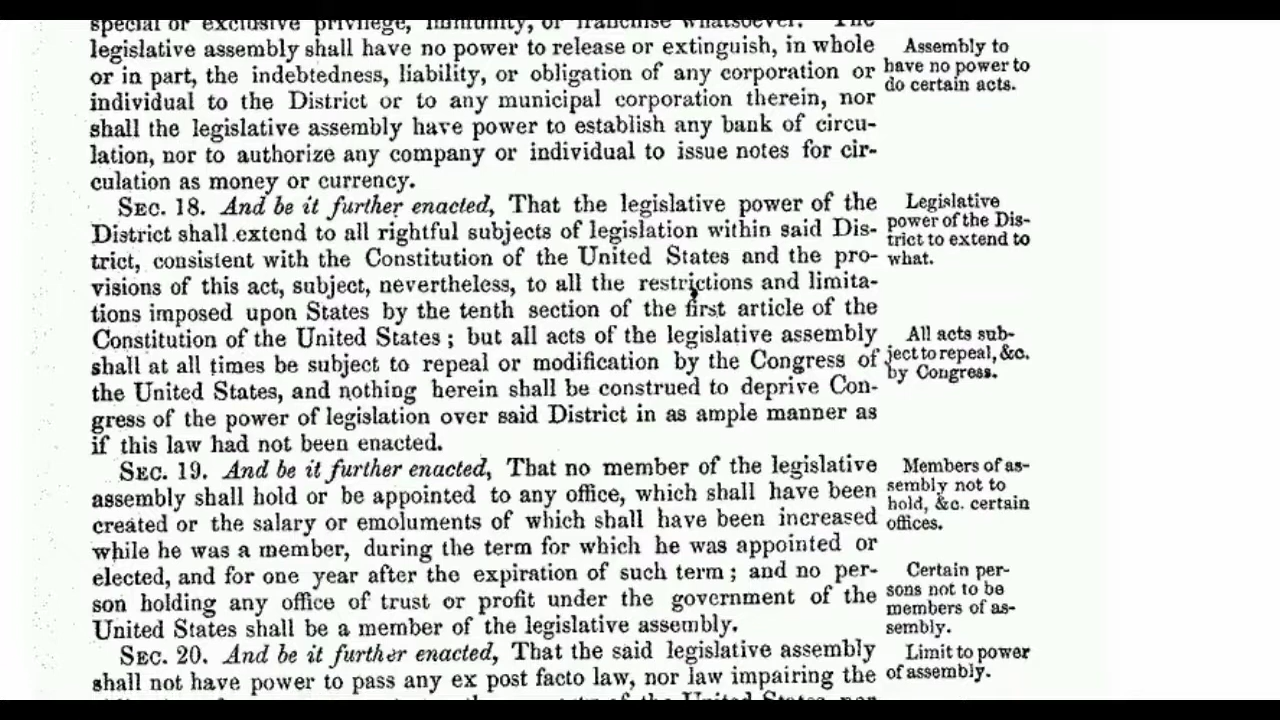 special or exclusive privilege, immunity, or franchise whatsoever. The
legislative assembly shall have no power to release or extinguish, in whole
or in part, the indebtedness, liability, or obligation of any corporation or
individual to the District or to any municipal corporation therein, nor
shall the legislative assembly have power to establish any bank of circu-
lation, nor to authorize any company or individual to issue notes for cir-
culation as money or currency.
Assembly to
have no power to
do certain acts.
SEC. 18. And be it further enacted, That the legislative power of the
District shall extend to all rightful subjects of legislation within said Dis-
trict, consistent with the Constitution of the United States and the pro-
visions of this act, subject, nevertheless, to all the restrictions and limita-
tions imposed upon States by the tenth section of the first article of the
Constitution of the United States; but all acts of the legislative assembly
shall at all times be subject to repeal or modification by the Congress of
the United States, and nothing herein shall be construed to deprive Con-
gress of the power of legislation over said District in as ample manner as
if this law had not been enacted.
Legislative
power of the Dis-
trict to extend to
what.
All acts sub-
ject to repeal, &c.
by Congress.
SEC. 19. And be it further enacted, That no member of the legislative
assembly shall hold or be appointed to any office, which shall have been
created or the salary or emoluments of which shall have been increased
while he was a member, during the term for which he was appointed or
elected, and for one year after the expiration of such term; and no per-
son holding any office of trust or profit under the government of the
United States shall be a member of the legislative assembly.
Members of as-
sembly not to
hold, &c. certain
offices.
Certain per-
sons not to be
members of as-
sembly.
SEC. 20. And be it further enacted, That the said legislative assembly
shall not have power to pass any ex post facto law, nor law impairing the
of the United States, nor
Limit to power
of assembly.